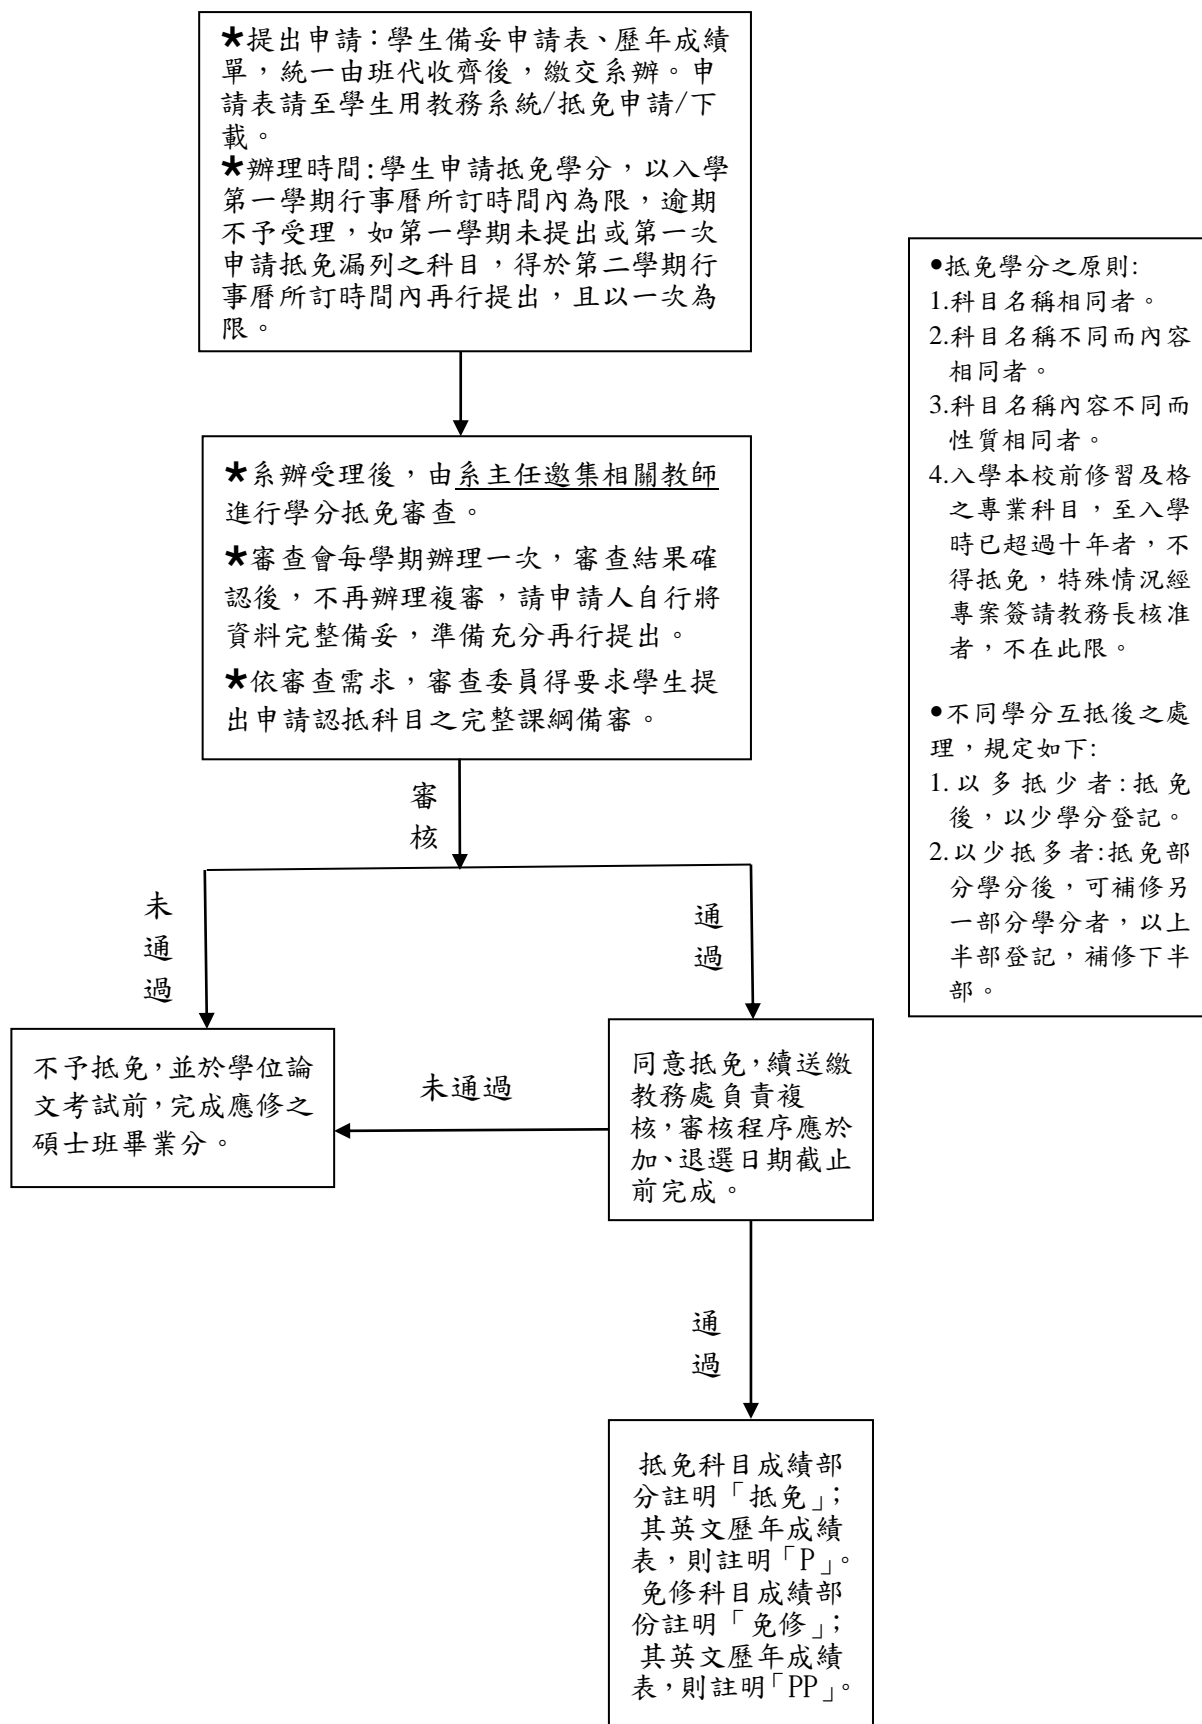 ★提出申請：學生備妥申請表、歷年成績
單，統一由班代收齊後，繳交系辦。申
請表請至學生用教務系統/抵免申請/下
載。
★辦理時間:學生申請抵免學分，以入學
第一學期行事曆所訂時間內為限，逾期
不予受理，如第一學期未提出或第一次
申請抵免漏列之科目，得於第二學期行
事曆所訂時間內再行提出，且以一次為
限。
★系辦受理後，由系主任邀集相關教師
進行學分抵免審查。
★審查會每學期辦理一次，審查結果確
認後，不再辦理複審，請申請人自行將
資料完整備妥，準備充分再行提出。
★依審查需求，審查委員得要求學生提
出申請認抵科目之完整課綱備審。
審
核
未
通
過
通
過
不予抵免，並於學位論
文考試前，完成應修之
碩士班畢業分。
未通過
同意抵免，續送繳
教務處負責複
核，審核程序應於
加、退選日期截止
前完成。
通
過
抵免科目成績部
分註明「抵免」；
其英文歷年成績
表，則註明「P」。
免修科目成績部
份註明「免修」；
其英文歷年成績
表，則註明「PP」。
●抵免學分之原則:
1.科目名稱相同者。
2.科目名稱不同而內容
相同者。
3.科目名稱內容不同而
性質相同者。
4.入學本校前修習及格
之專業科目，至入學
時已超過十年者，不
得抵免，特殊情況經
專案簽請教務長核准
者，不在此限。
●不同學分互抵後之處
理，規定如下:
1.以多抵少者:抵免
後，以少學分登記。
2.以少抵多者:抵免部
分學分後，可補修另
一部分學分者，以上
半部登記，補修下半
部。